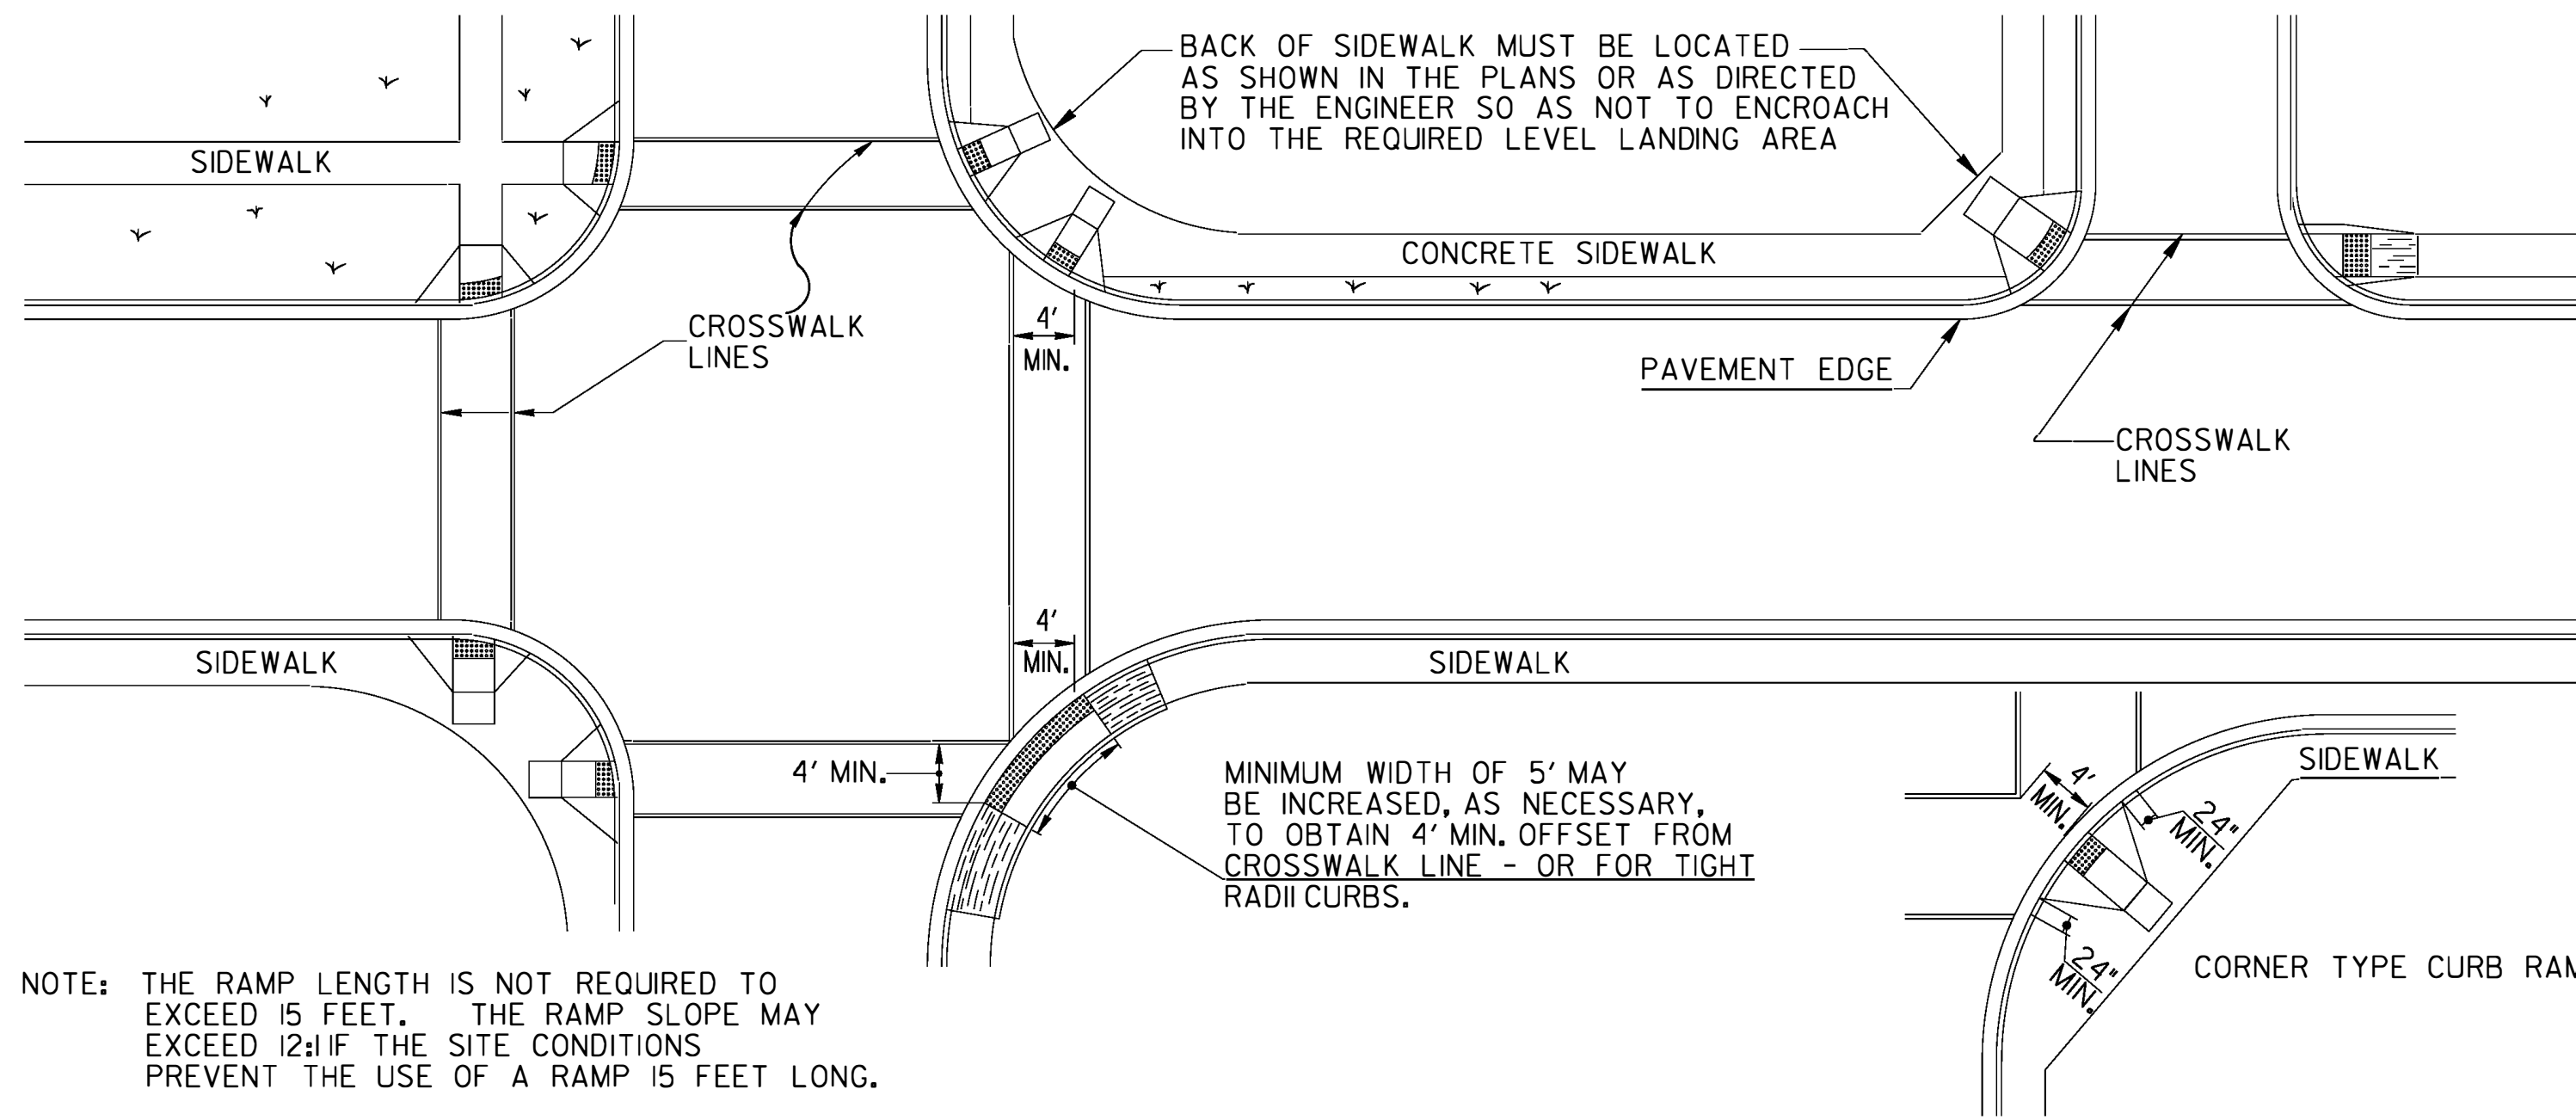 BACK OF SIDEWALK MUST BE LOCATED
AS SHOWN IN THE PLANS OR AS DIRECTED
BY THE ENGINEER SO AS NOT TO ENCROACH
INTO THE REQUIRED LEVEL LANDING AREA
SIDEWALK
CONCRETE SIDEWALK
CROSSWALK
LINES
4'
MIN.
PAVEMENT EDGE
CROSSWALK
LINES
4'
MIN.
SIDEWALK
SIDEWALK
4' MIN.
MINIMUM WIDTH OF 5' MAY
BE INCREASED, AS NECESSARY,
TO OBTAIN 4' MIN. OFFSET FROM
CROSSWALK LINE - OR FOR TIGHT
RADII CURBS.
SIDEWALK
4'
MIN.
24"
MIN.
24"
MIN.
CORNER TYPE CURB
NOTE: THE RAMP LENGTH IS NOT REQUIRED TO
EXCEED 15 FEET. THE RAMP SLOPE MAY
EXCEED 12:1 IF THE SITE CONDITIONS
PREVENT THE USE OF A RAMP 15 FEET LONG.